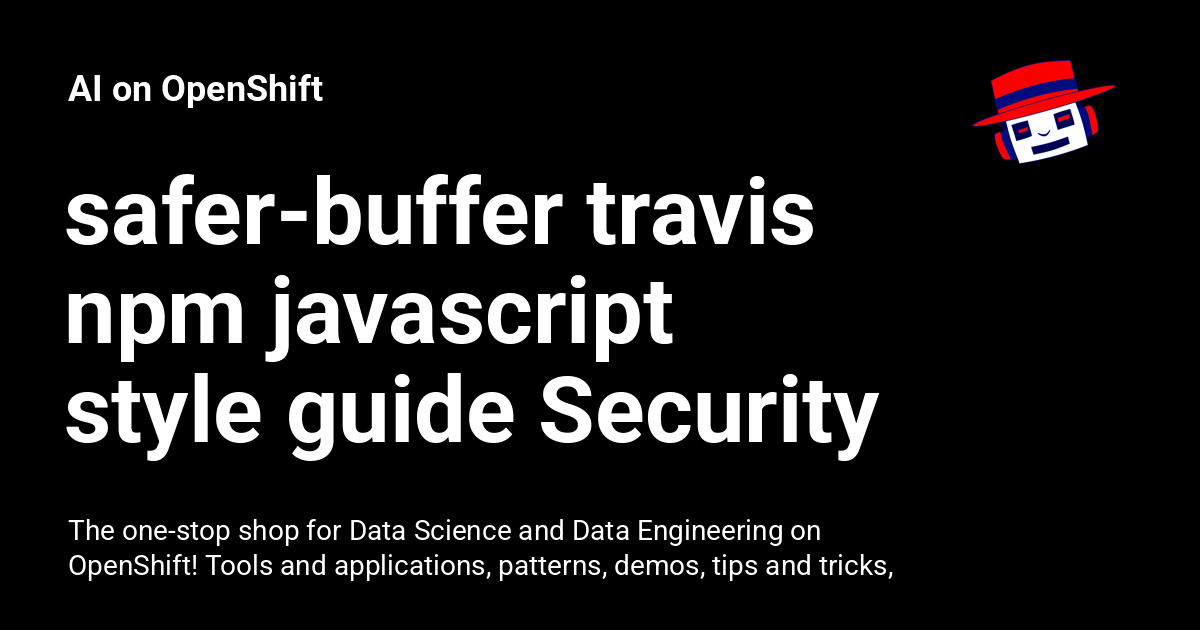 AI on OpenShift
safer-buffer travis
npm javascript
style guide Security
The one-stop shop for Data Science and Data Engineering on
OpenShift! Tools and applications, patterns, demos, tips and tricks,